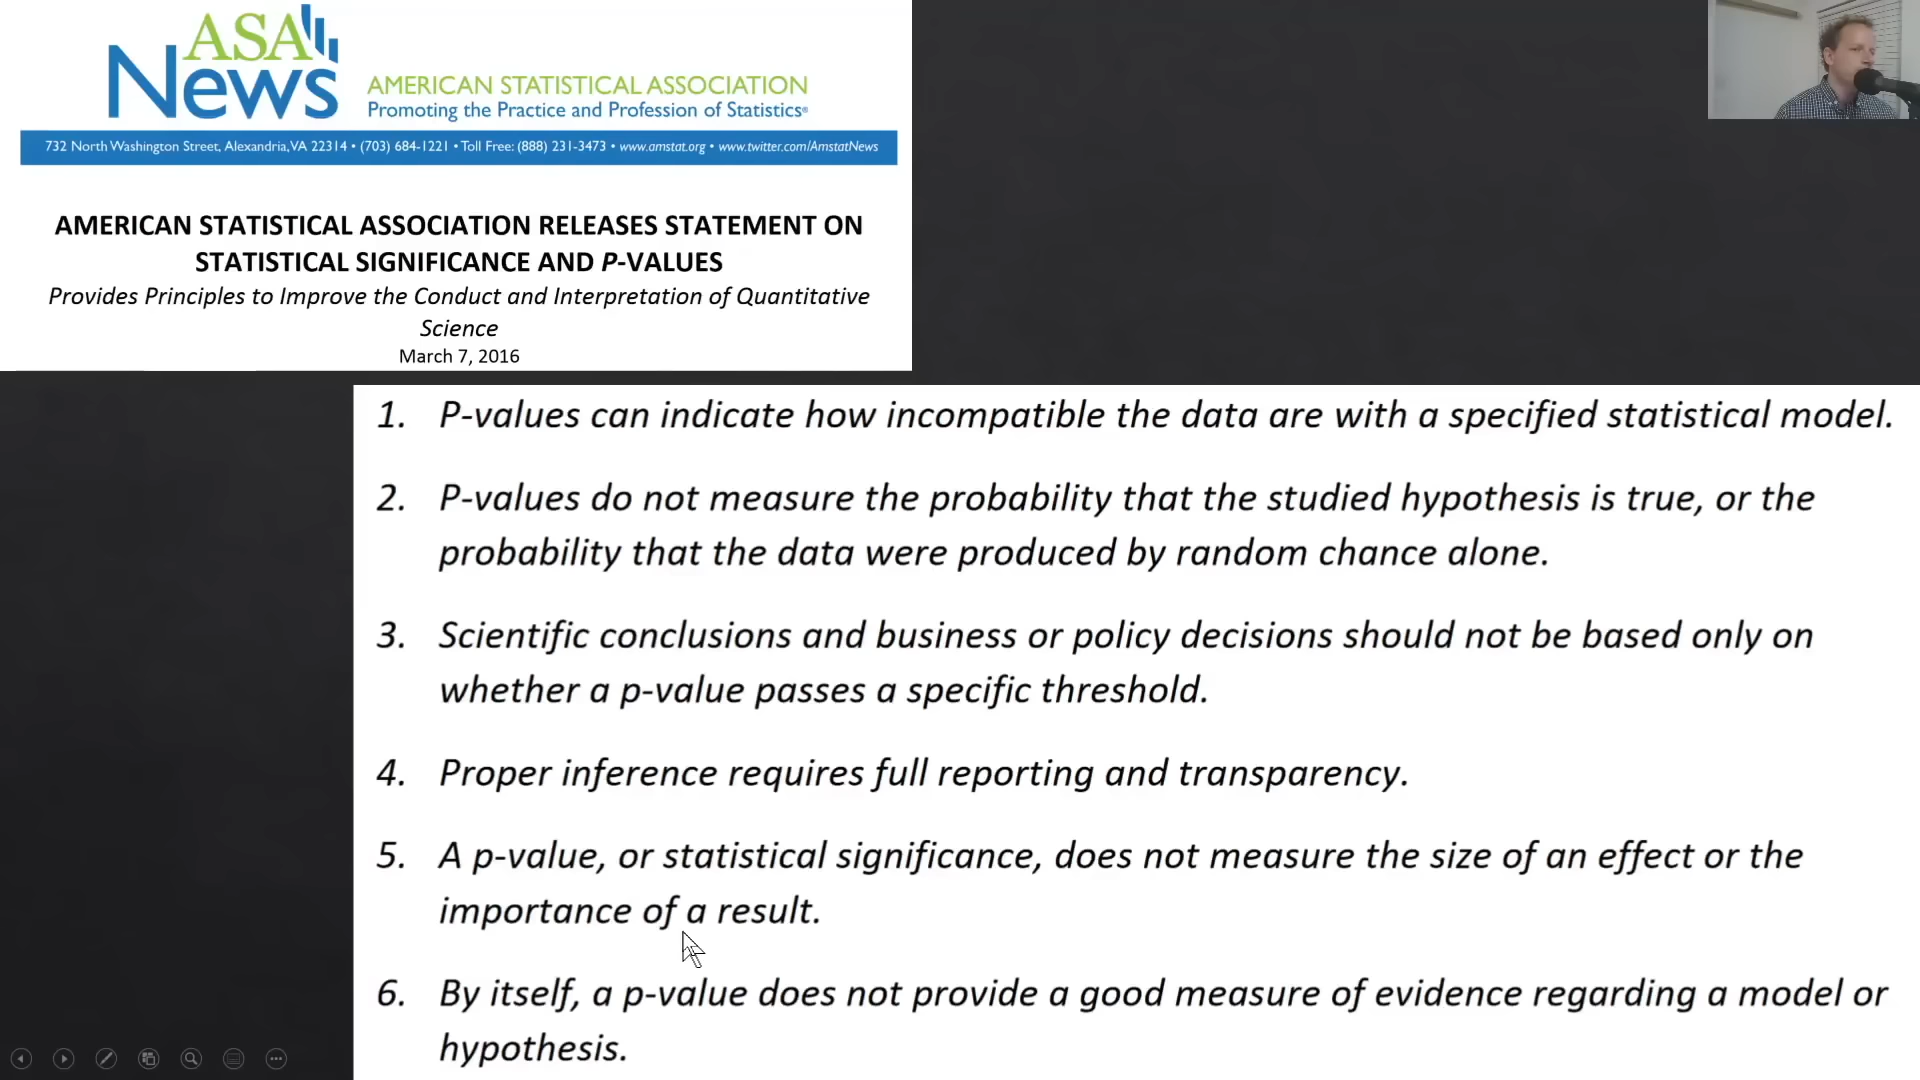 ASA
News
AMERICAN STATISTICAL ASSOCIATION
Promoting the Practice and Profession of Statistics®
732 North Washington Street, Alexandria, VA 22314 • (703) 684-1221 • Toll Free: (888) 231-3473 • www.amstat.org • www.twitter.com/AmstatNews
AMERICAN STATISTICAL ASSOCIATION RELEASES STATEMENT ON
STATISTICAL SIGNIFICANCE AND P-VALUES
Provides Principles to Improve the Conduct and Interpretation of Quantitative
Science
March 7, 2016
1. P-values can indicate how incompatible the data are with a specified statistical model.
2. P-values do not measure the probability that the studied hypothesis is true, or the
probability that the data were produced by random chance alone.
3. Scientific conclusions and business or policy decisions should not be based only on
whether a p-value passes a specific threshold.
4. Proper inference requires full reporting and transparency.
5. A p-value, or statistical significance, does not measure the size of an effect or the
importance of a result.
6. By itself, a p-value does not provide a good measure of evidence regarding a model or
hypothesis.